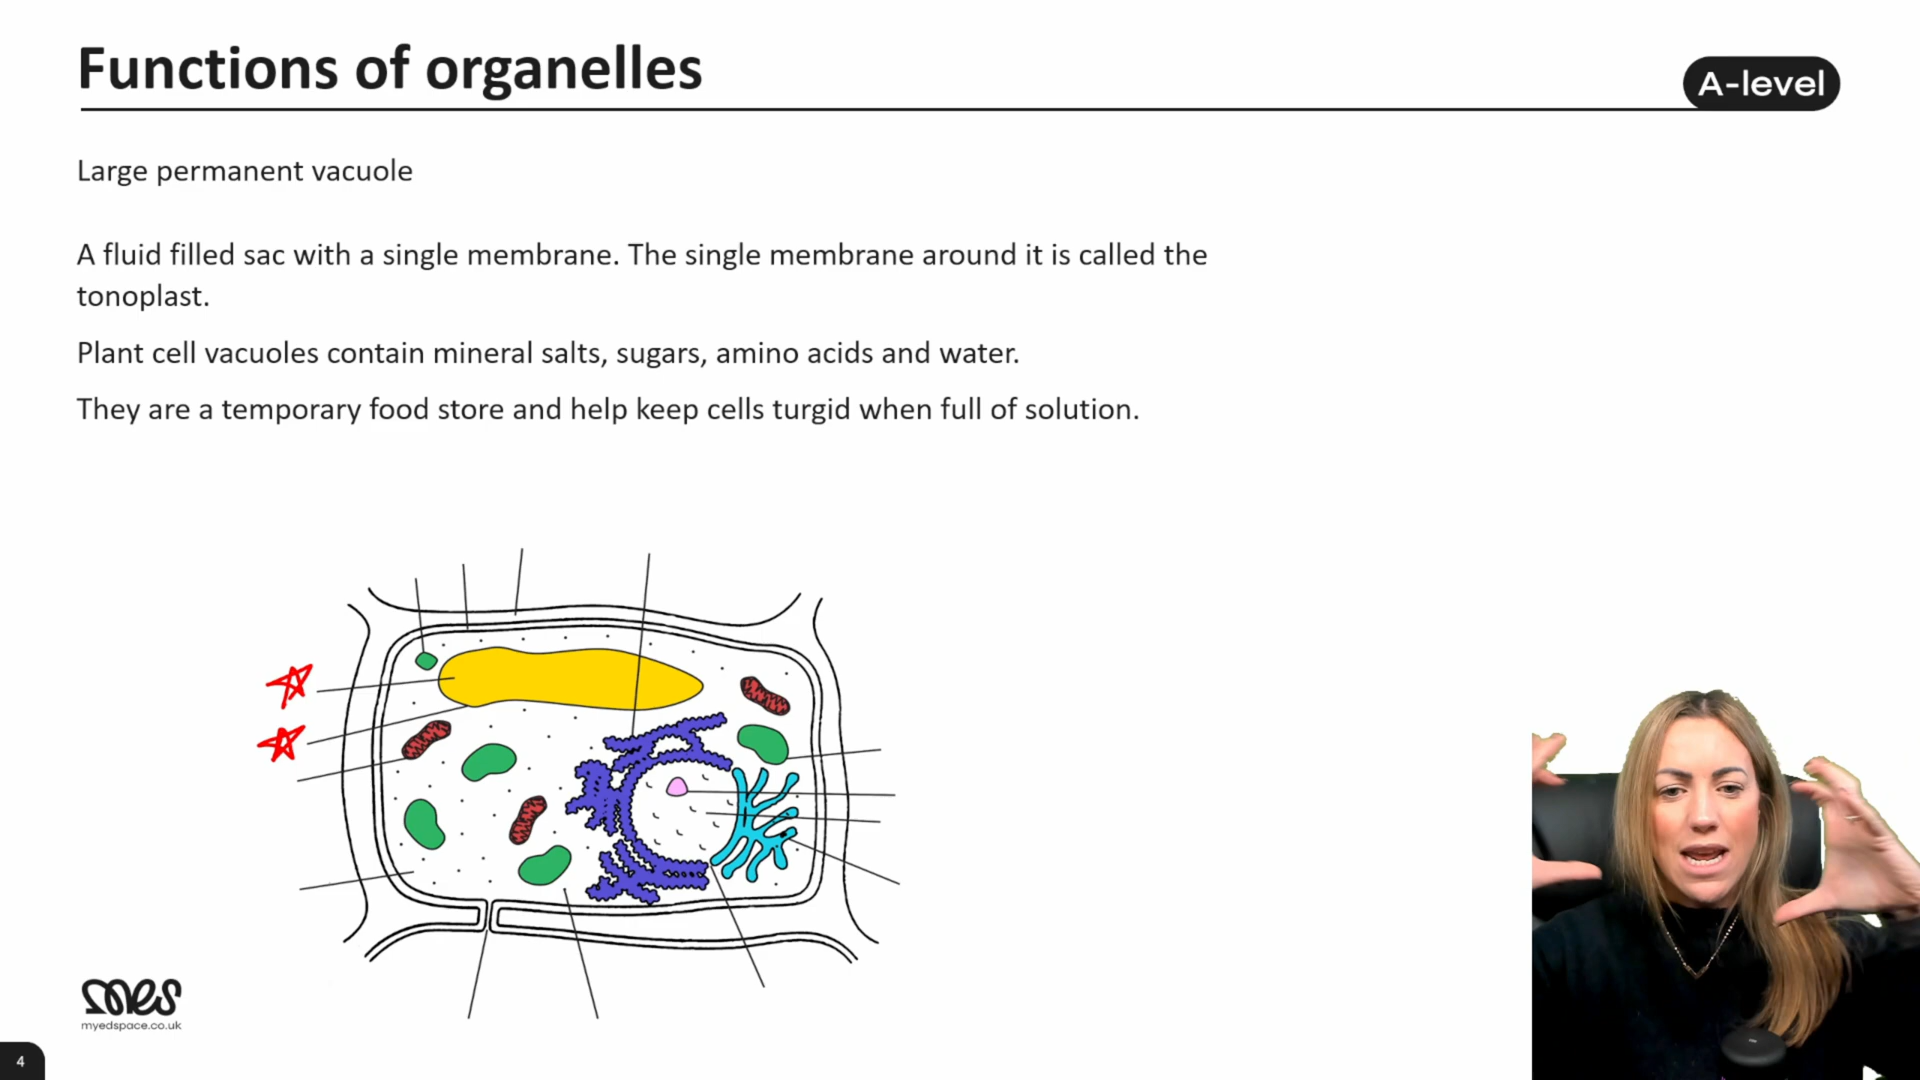 Functions of organelles
A-level
Large permanent vacuole
A fluid filled sac with a single membrane. The single membrane around it is called the
tonoplast.
Plant cell vacuoles contain mineral salts, sugars, amino acids and water.
They are a temporary food store and help keep cells turgid when full of solution.
mes
myedspace.co.uk
4